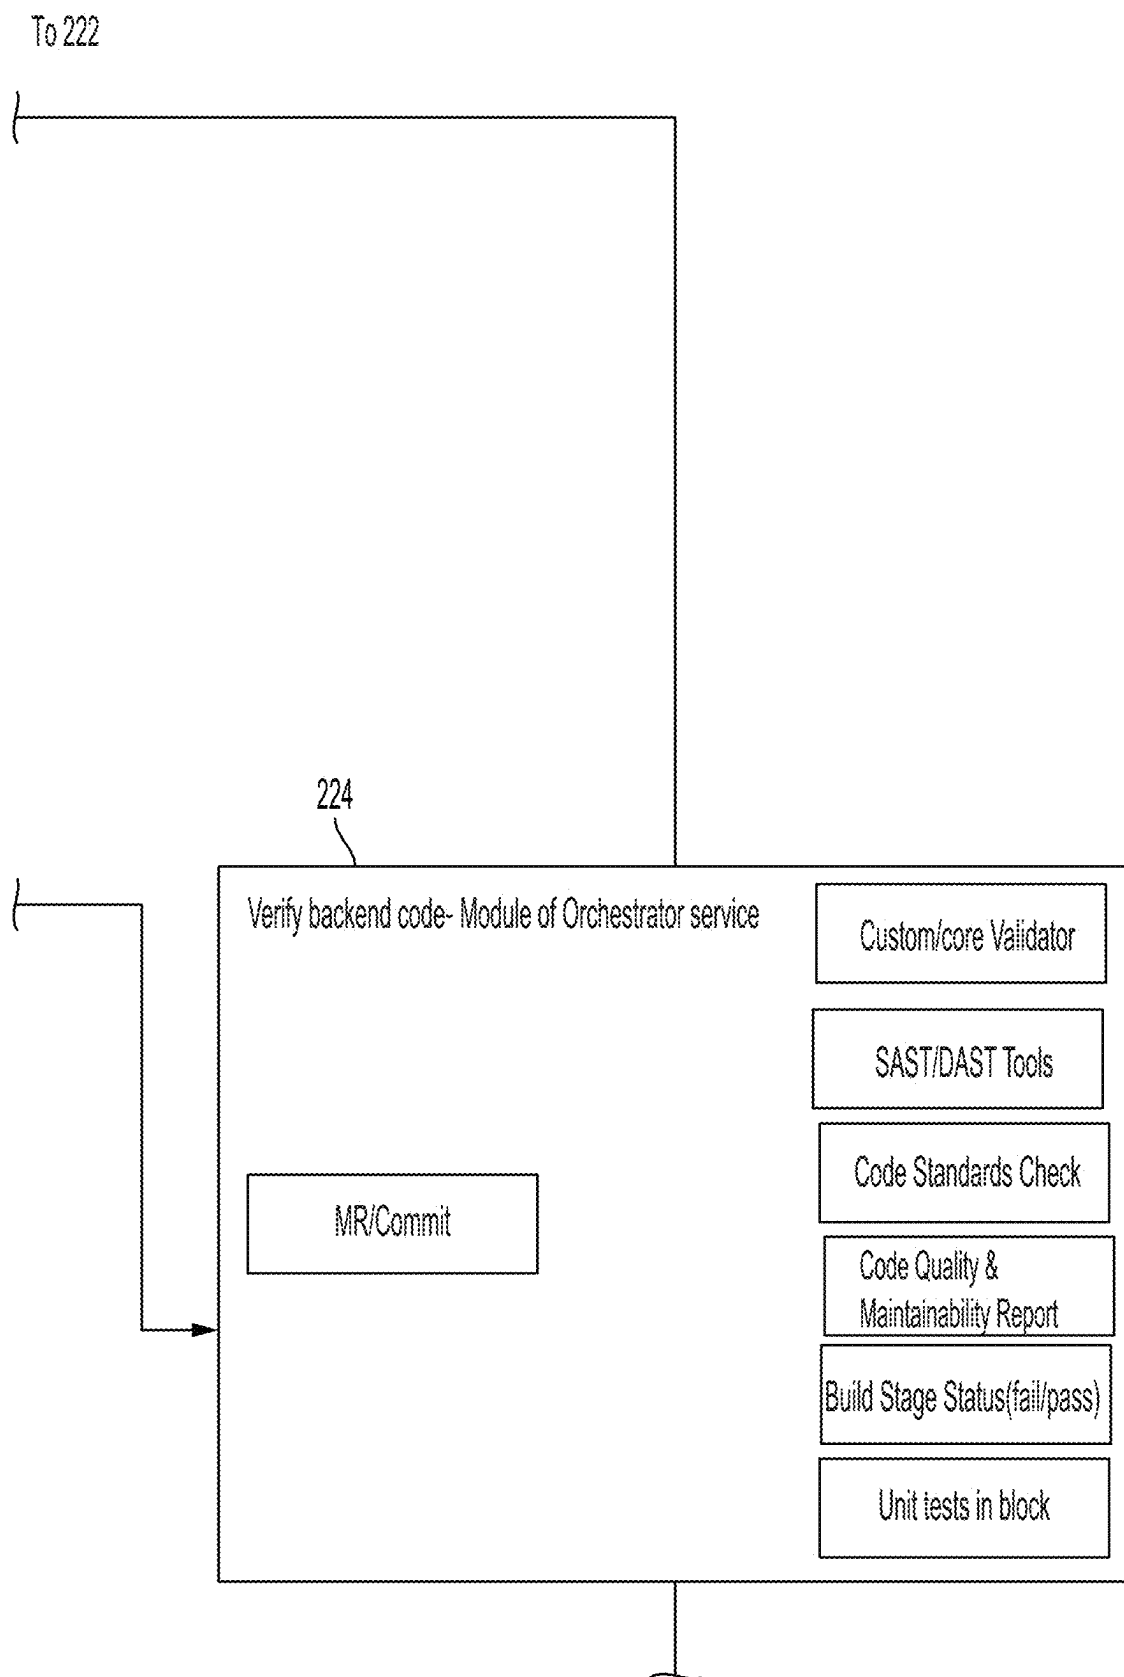 To 222
224
Verify backend code- Module of Orchestrator service
Custom/core Validator
SAST/DAST Tools
Code Standards Check
MR/Commit
Code Quality &
Maintainability Report
Build Stage Status(fail/pass)
Unit tests in block